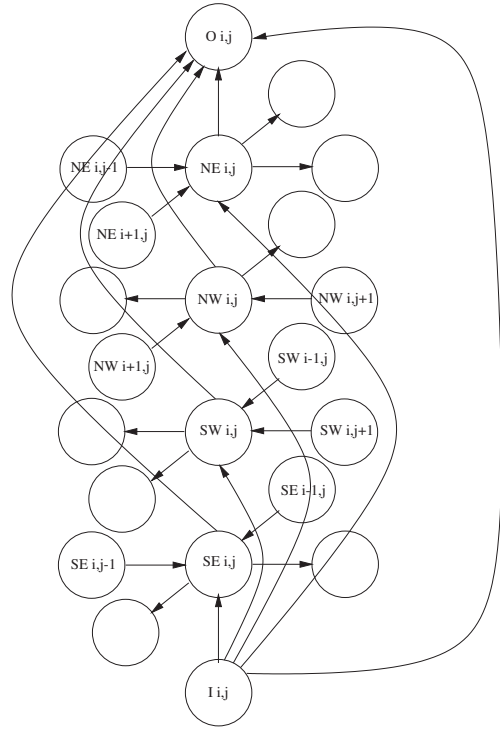 O i,j
NE i,j-1
NE i,j
NE i+1,j
NW i,j
NW i,j+1
NW i+1,j
SW i-1,j
SW i,j
SW i,j+1
SE i-1,j
SE i,j-1
SE i,j
I i,j